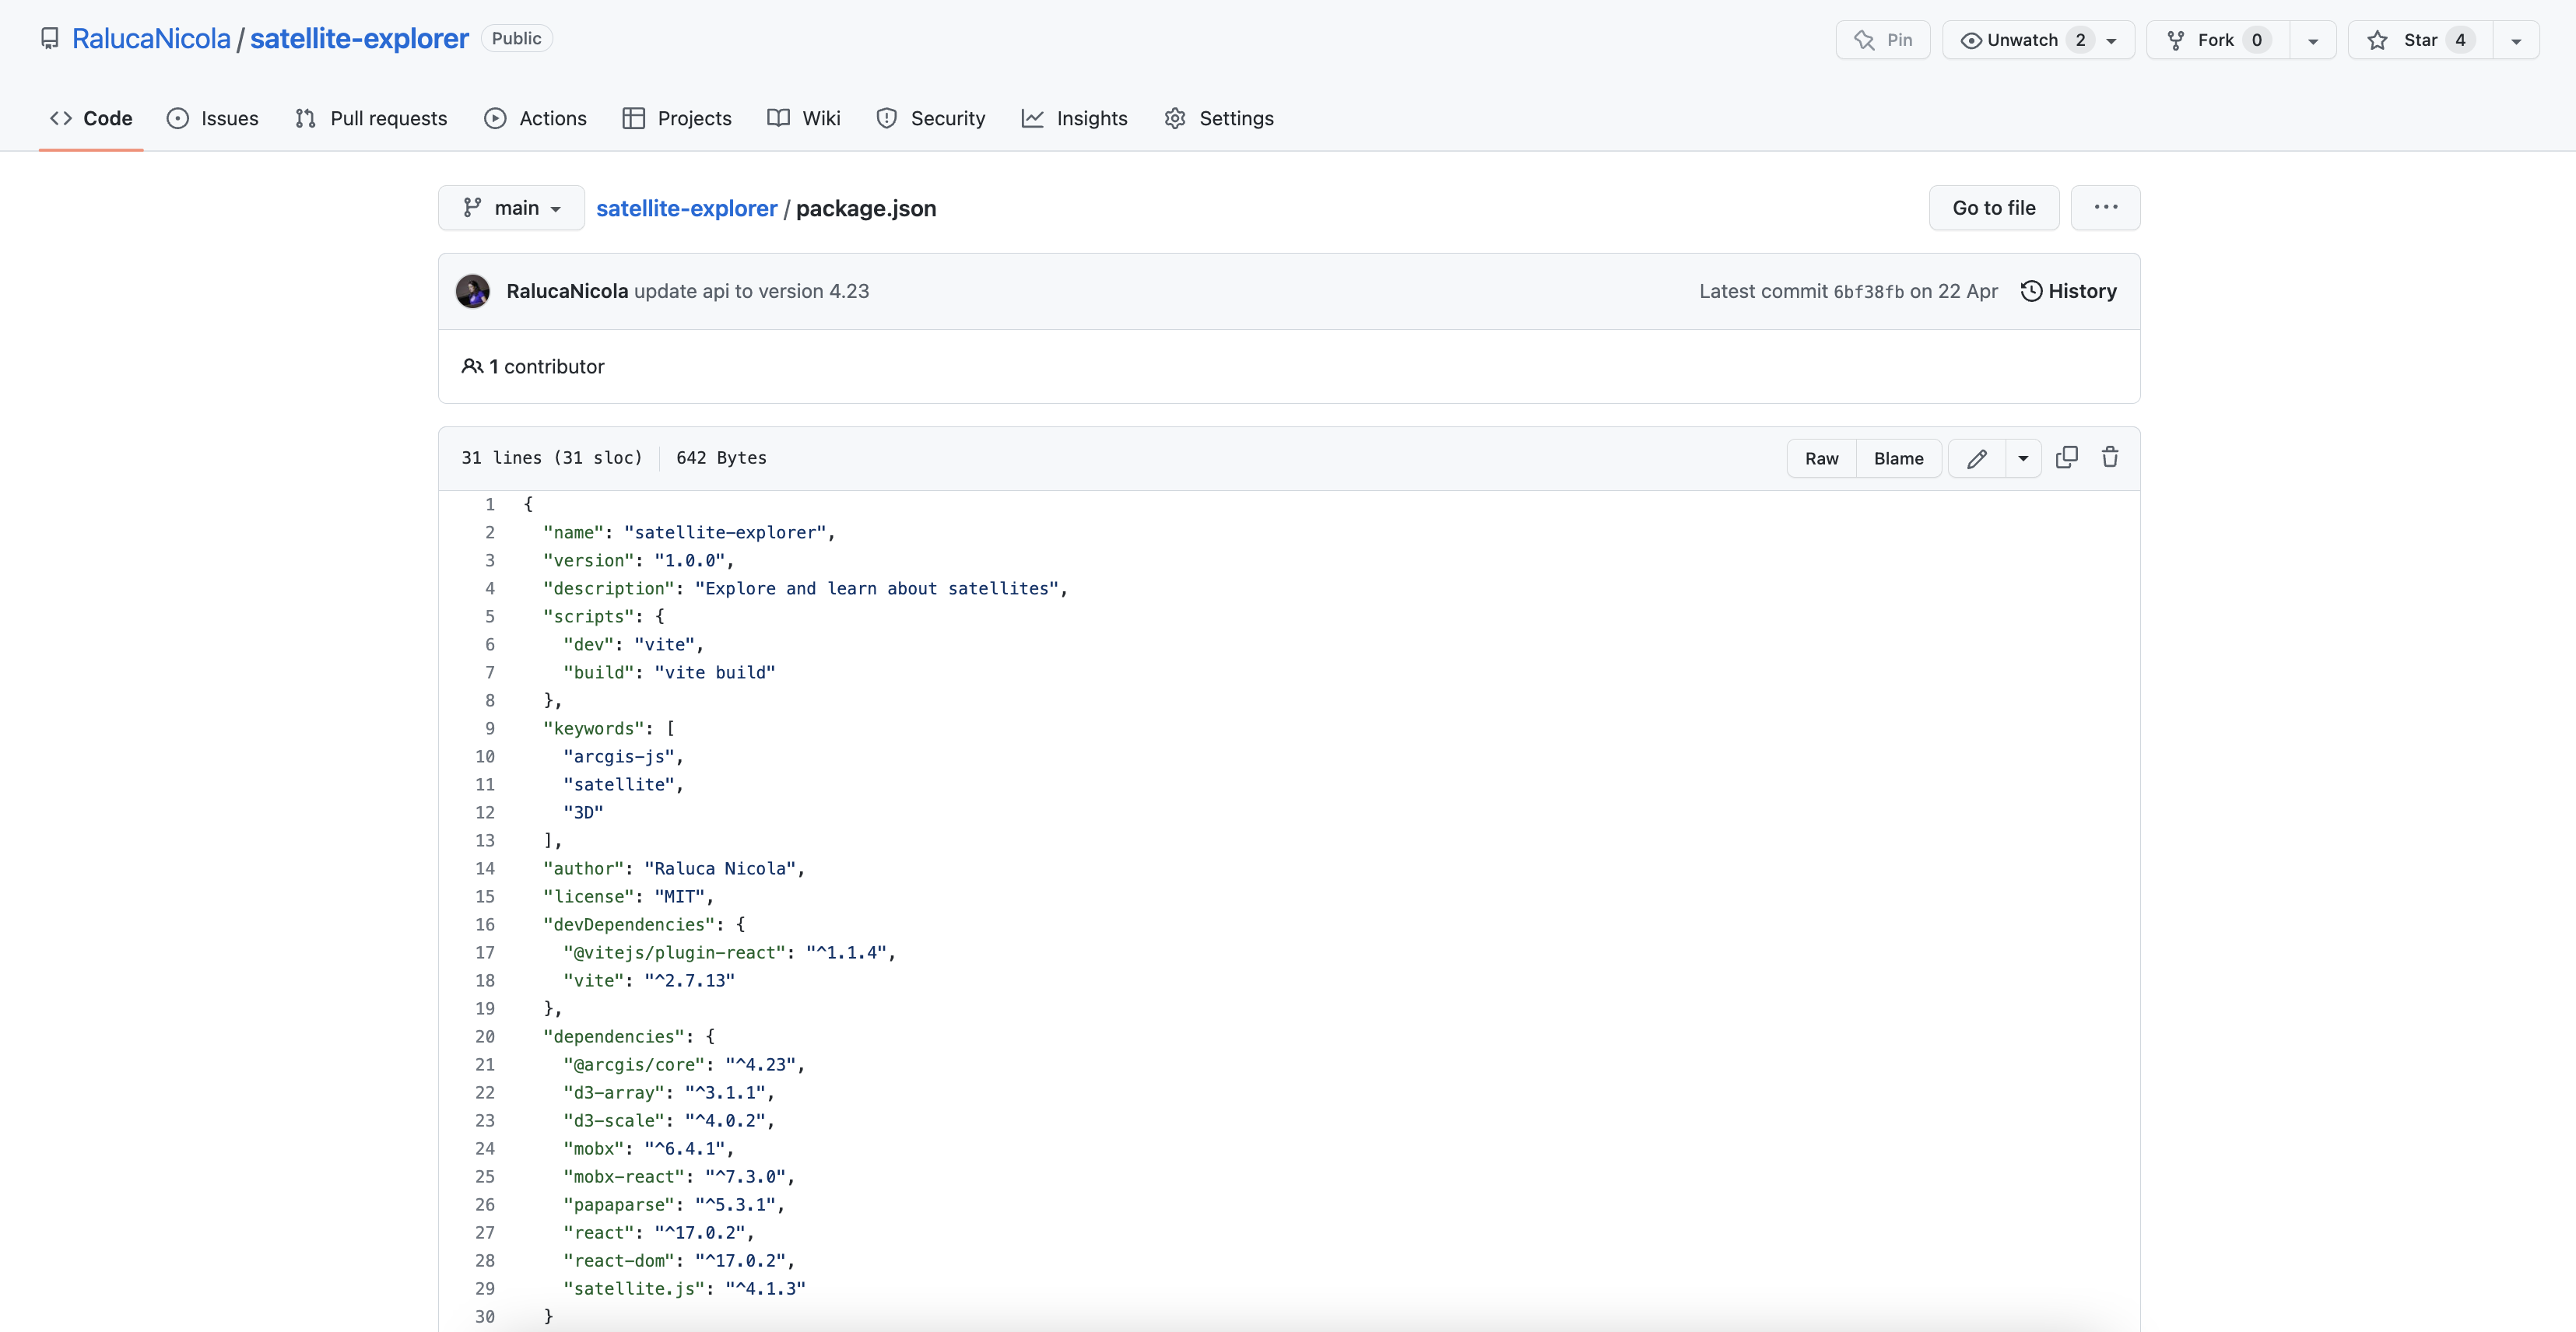 RalucaNicola / satellite-explorer Public
Pin Unwatch 2 Fork 0 Star 4
Code Issues Pull requests Actions Projects Wiki Security Insights Settings
main satellite-explorer / package.json Go to file ...
RalucaNicola update api to version 4.23 Latest commit 6bf38fb on 22 Apr History
1 contributor
31 lines (31 sloc) 642 Bytes Raw Blame
1 {
2 "name": "satellite-explorer",
3 "version": "1.0.0",
4 "description": "Explore and learn about satellites",
5 "scripts": {
6 "dev": "vite",
7 "build": "vite build"
8 },
9 "keywords": [
10 "arcgis-js",
11 "satellite",
12 "3D"
13 ],
14 "author": "Raluca Nicola",
15 "license": "MIT",
16 "devDependencies": {
17 "@vitejs/plugin-react": "^1.1.4",
18 "vite": "^2.7.13"
19 },
20 "dependencies": {
21 "@arcgis/core": "^4.23",
22 "d3-array": "^3.1.1",
23 "d3-scale": "^4.0.2",
24 "mobx": "^6.4.1",
25 "mobx-react": "^7.3.0",
26 "papaparse": "^5.3.1",
27 "react": "^17.0.2",
28 "react-dom": "^17.0.2",
29 "satellite.js": "^4.1.3"
30 }